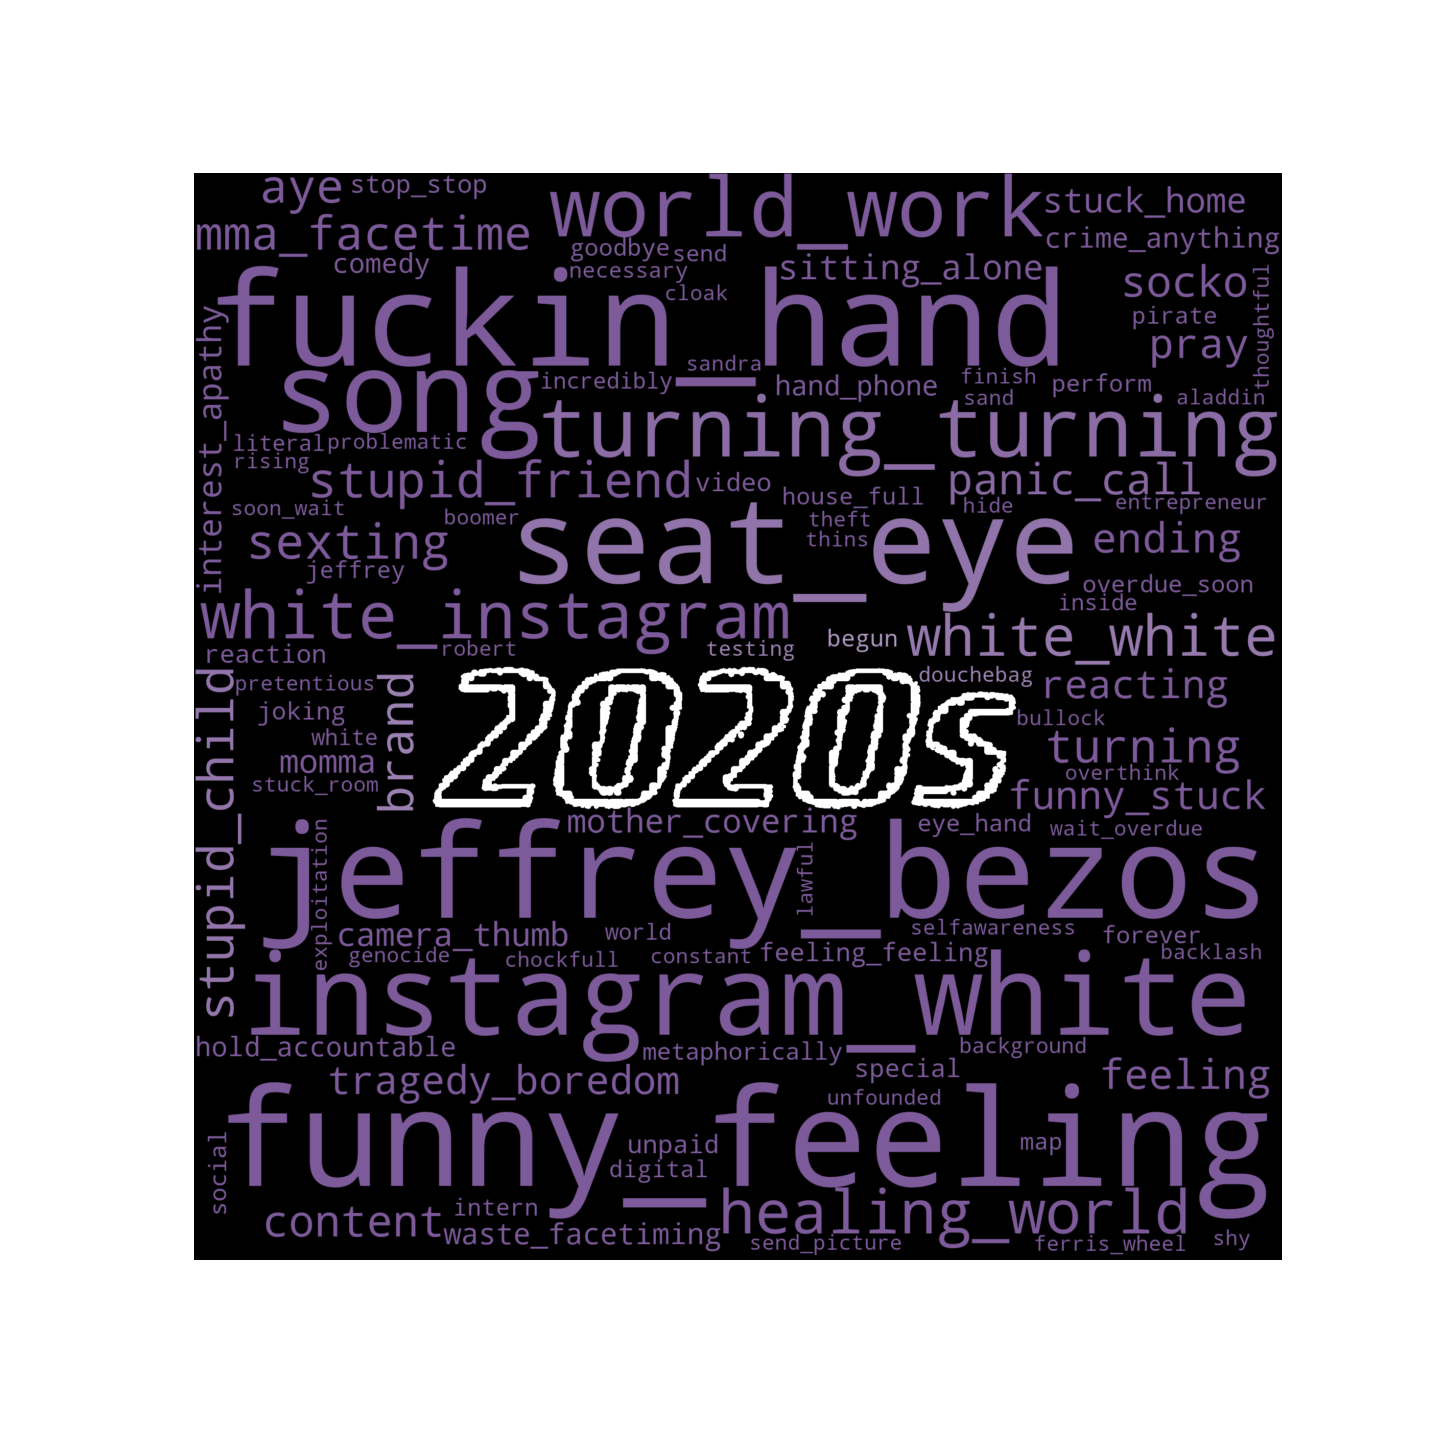 aye
stop_stop
world_work
stuck_home
mma_facetime
goodbye
send
crime_anything
comedy
necessary
sitting_alone
cloak
socko
fuckin_hand
pirate
thoughtful
pray
interest_apathy
sandra
song
incredibly
hand_phone
finish
perform
sand
aladdin
turning_turning
literal
problematic
rising
stupid_friend
video
panic_call
house_full
hide
entrepreneur
soon_wait
boomer
seat_eye
theft
thins
sexting
ending
jeffrey
overdue_soon
inside
white_instagram
robert
testing
begun
white_white
reaction
douchebag
stupid_child
pretentious
brand
2020s
reacting
joking
bullock
white
turning
momma
overthink
stuck_room
funny_stuck
mother_covering
eye_hand
wait_overdue
exploitation
jeffrey_bezos
lawful
camera_thumb
world
selfawareness
forever
genocide
chockfull
constant
feeling_feeling
backlash
instagram_white
hold_accountable
metaphorically
background
tragedy_boredom
special
feeling
unfounded
funny_feeling
social
unpaid
map
digital
content
intern
healing_world
waste_facetiming
send_picture
ferris_wheel
shy